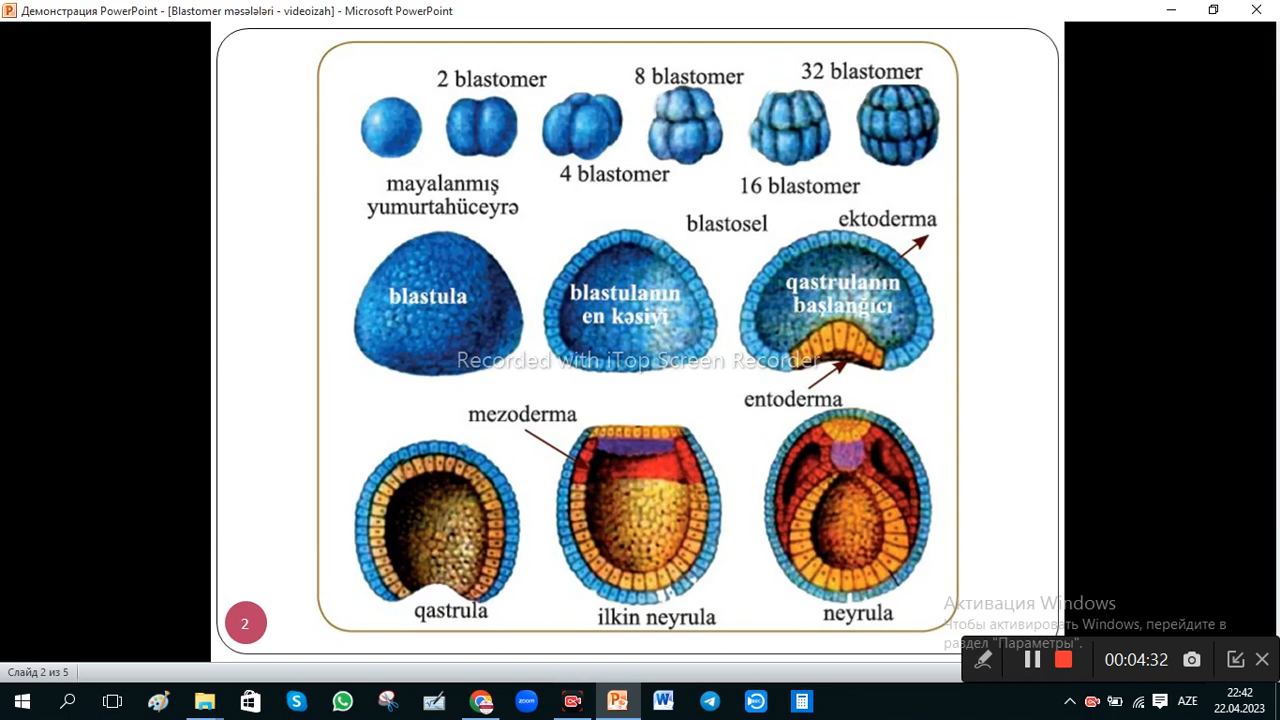 Демонстрация PowerPoint - [Blastomer məsələləri - videoizah] - Microsoft PowerPoint
2 blastomer
8 blastomer
32 blastomer
4 blastomer
16 blastomer
mayalanmış
yumurtahüceyrə
blastosel
ektoderma
blastula
blastulanın
en kəsiyi
qastrulanın
başlanğıcı
Recorded with iTop Screen Recorder
entoderma
mezoderma
qastrula
ilkin neyrula
neyrula
2
Активация Windows
Чтобы активировать Windows, перейдите в
раздел "Параметры".
00:04:32
Слайд 2 из 5
zoom
AZE
22:42
22.04.2023